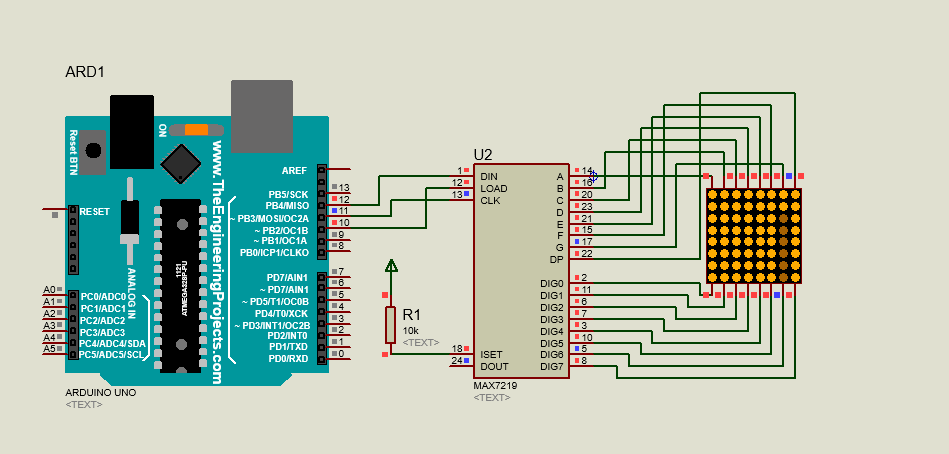 ARD1
ON
Reset BTN
www.TheEngineeringProjects.com
AREF
RESET
13
PB5/SCK
12
PB4/MISO
11
~ PB3/MOSI/OC2A
10
~ PB2/OC1B
9
~ PB1/OC1A
8
PB0/ICP1/CLKO
1121
ATMEGA328P-PU
ANALOG IN
7
PD7/AIN1
6
~ PD7/AIN1
5
~ PD5/T1/OC0B
4
PD4/T0/XCK
3
~ PD3/INT1/OC2B
2
PD2/INT0
1
PD1/TXD
0
PD0/RXD
A0
PC0/ADC0
A1
PC1/ADC1
A2
PC2/ADC2
A3
PC3/ADC3
A4
PC4/ADC4/SDA
A5
PC5/ADC5/SCL
ARDUINO UNO
<TEXT>
R1
10k
<TEXT>
U2
1 DIN
12 LOAD
13 CLK
18 ISET
24 DOUT
A 14
B 16
C 20
D 23
E 21
F 15
G 17
DP 22
DIG0 2
DIG1 11
DIG2 6
DIG3 7
DIG4 3
DIG5 10
DIG6 5
DIG7 8
MAX7219
<TEXT>